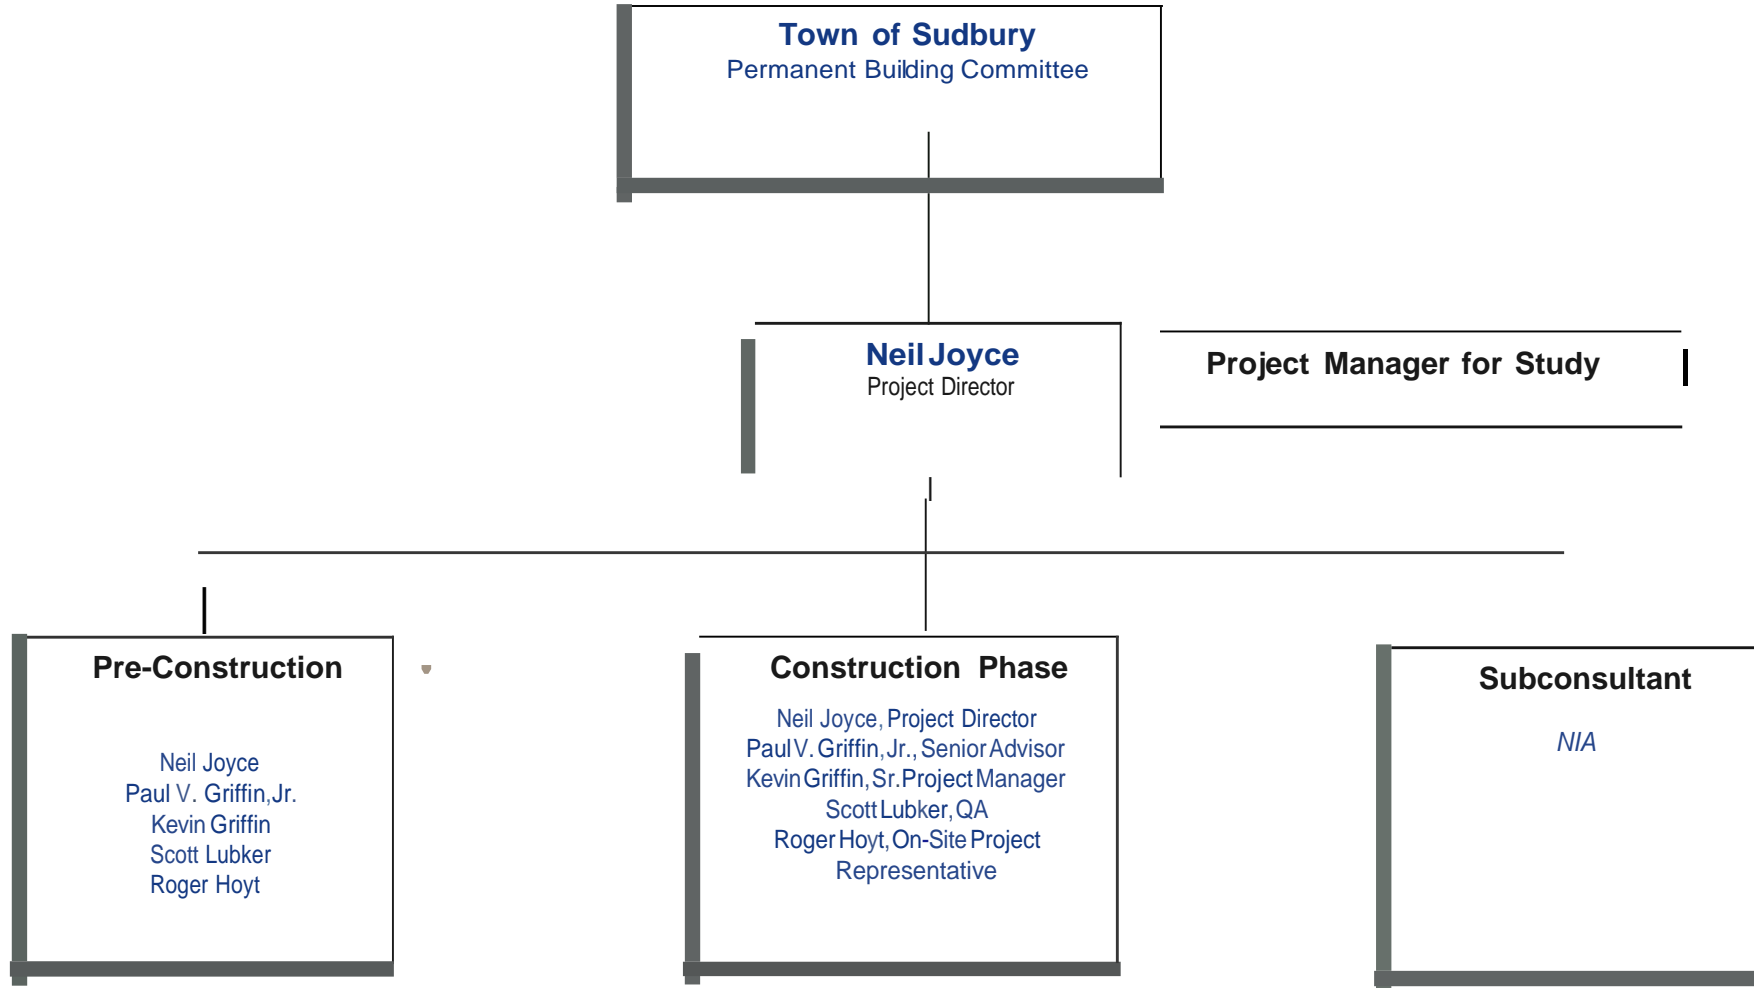 Town of Sudbury
Permanent Building Committee
Neil Joyce
Project Director
Project Manager for Study
Pre-Construction
Neil Joyce
Paul V. Griffin, Jr.
Kevin Griffin
Scott Lubker
Roger Hoyt
Construction Phase
Neil Joyce, Project Director
Paul V. Griffin, Jr., Senior Advisor
Kevin Griffin, Sr. Project Manager
Scott Lubker, QA
Roger Hoyt, On-Site Project
Representative
Subconsultant
NIA